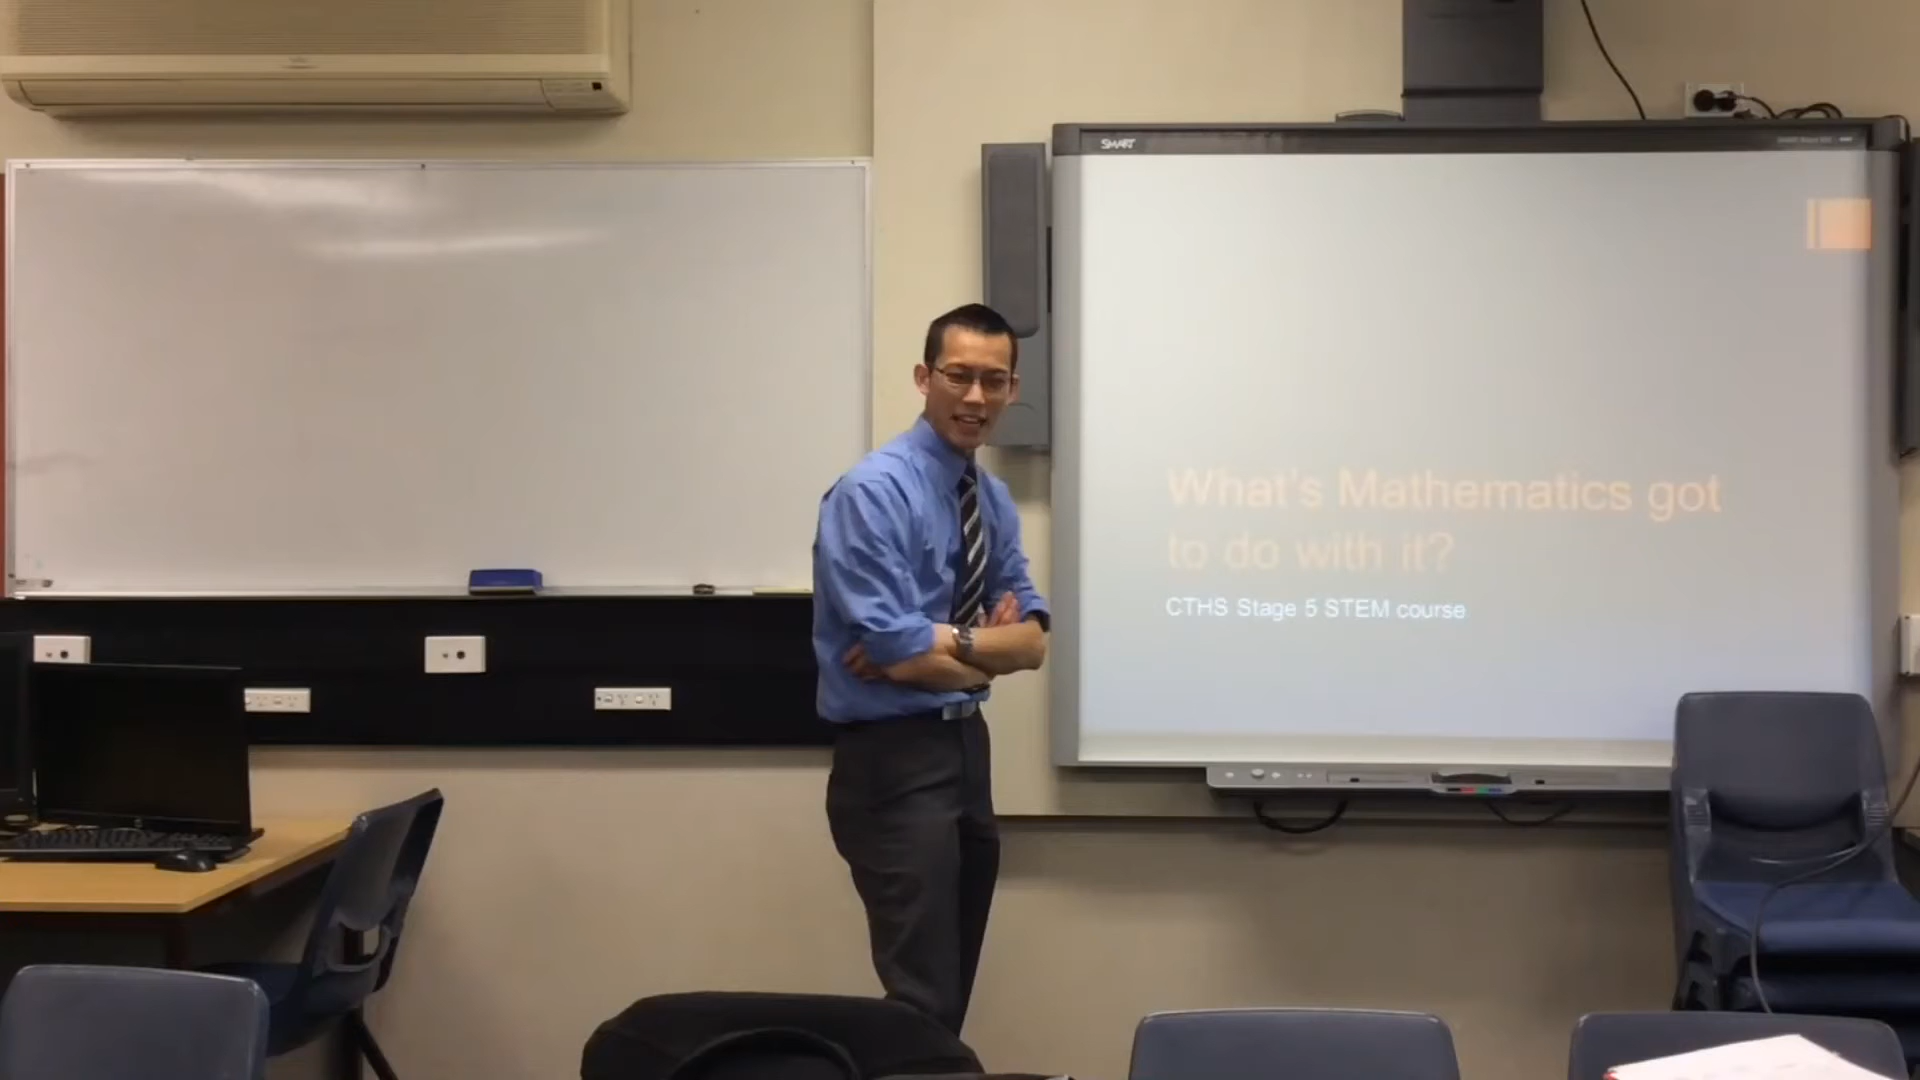 SMART
What's Mathematics got
to do with it?
CTHS Stage 5 STEM course